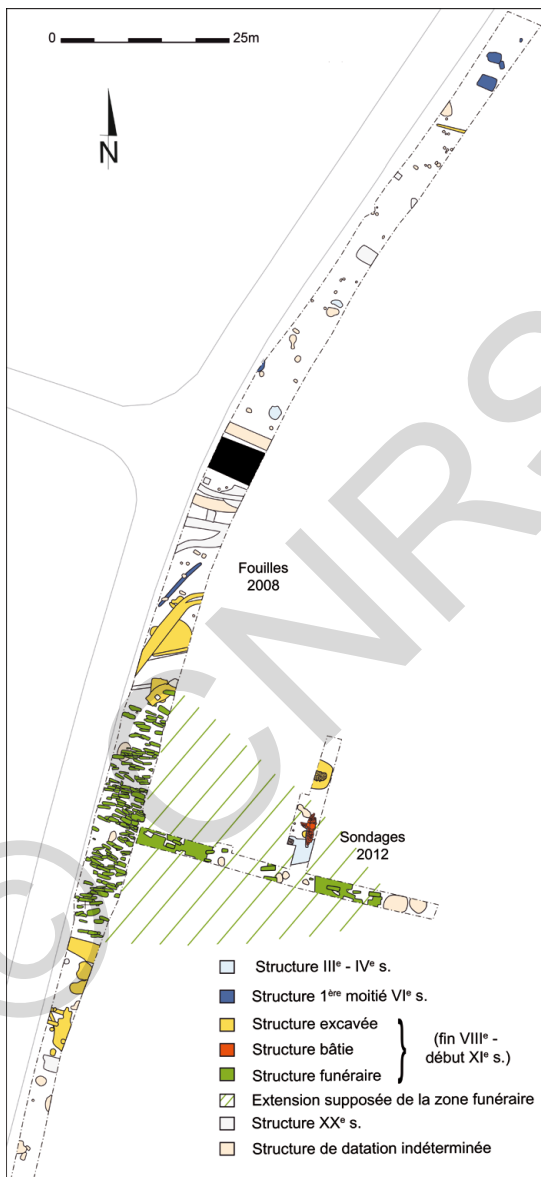 0 25m
N
Fouilles
2008
Sondages
2012
Structure IIIe - IVe s.
Structure 1ère moitié VIe s.
Structure excavée
Structure bâtie
Structure funéraire
(fin VIIIe -
début XIe s.)
Extension supposée de la zone funéraire
Structure XXe s.
Structure de datation indéterminée
© CNRS